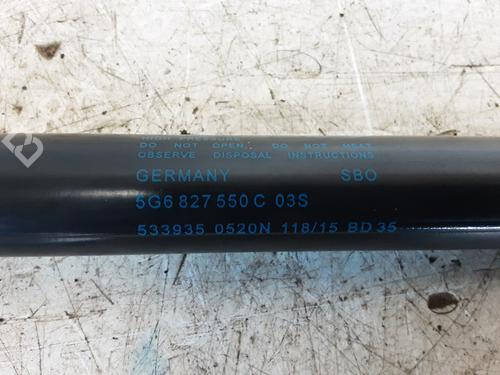 DO NOT OPEN. DO NOT HEAT
OBSERVE DISPOSAL INSTRUCTIONS
GERMANY SBO
5G6 827 550 C 03S
533935 0520N 118/15 BD 35